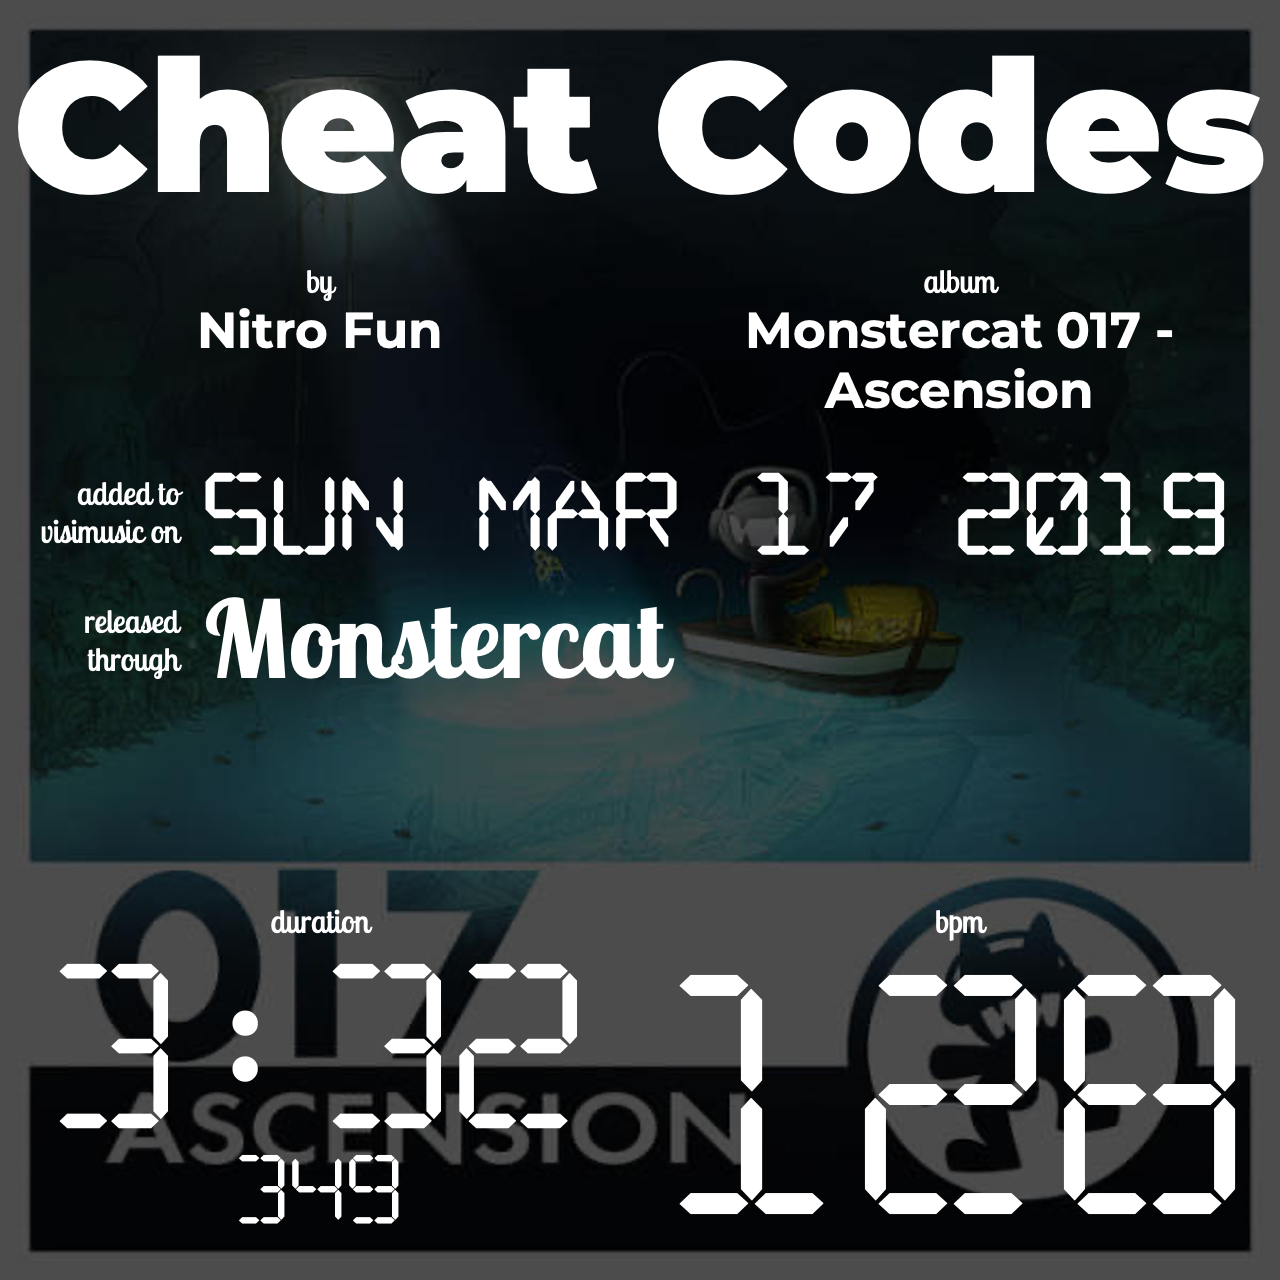 Cheat Codes
by
Nitro Fun
album
Monstercat 017 -
Ascension
added to
visimusic on
SUN MAR 17 2019
released
through
Monstercat
017
duration
3:32
349
bpm
128
ASCENSION